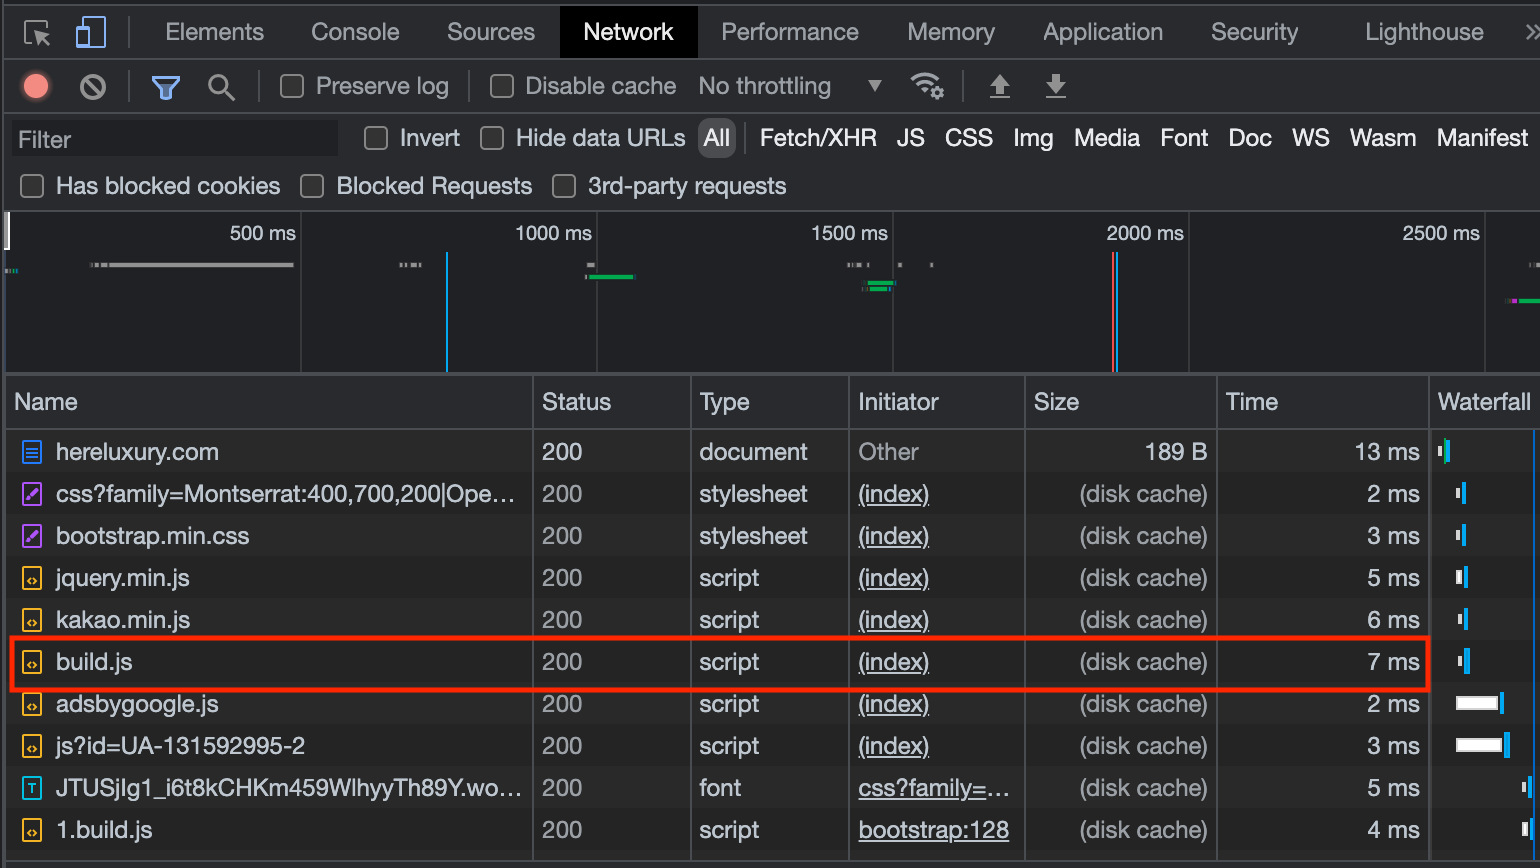 Elements Console Sources Network Performance Memory Application Security Lighthouse »
Preserve log Disable cache No throttling ▼
Filter Invert Hide data URLs All Fetch/XHR JS CSS Img Media Font Doc WS Wasm Manifest
Has blocked cookies Blocked Requests 3rd-party requests
500 ms 1000 ms 1500 ms 2000 ms 2500 ms
Name Status Type Initiator Size Time Waterfall
hereluxury.com 200 document Other 189 B 13 ms
css?family=Montserrat:400,700,200|Ope... 200 stylesheet (index) (disk cache) 2 ms
bootstrap.min.css 200 stylesheet (index) (disk cache) 3 ms
jquery.min.js 200 script (index) (disk cache) 5 ms
kakao.min.js 200 script (index) (disk cache) 6 ms
build.js 200 script (index) (disk cache) 7 ms
adsbygoogle.js 200 script (index) (disk cache) 2 ms
js?id=UA-131592995-2 200 script (index) (disk cache) 3 ms
JTUSjIg1_i6t8kCHKm459WlhyyTh89Y.wo... 200 font css?family=... (disk cache) 5 ms
1.build.js 200 script bootstrap:128 (disk cache) 4 ms